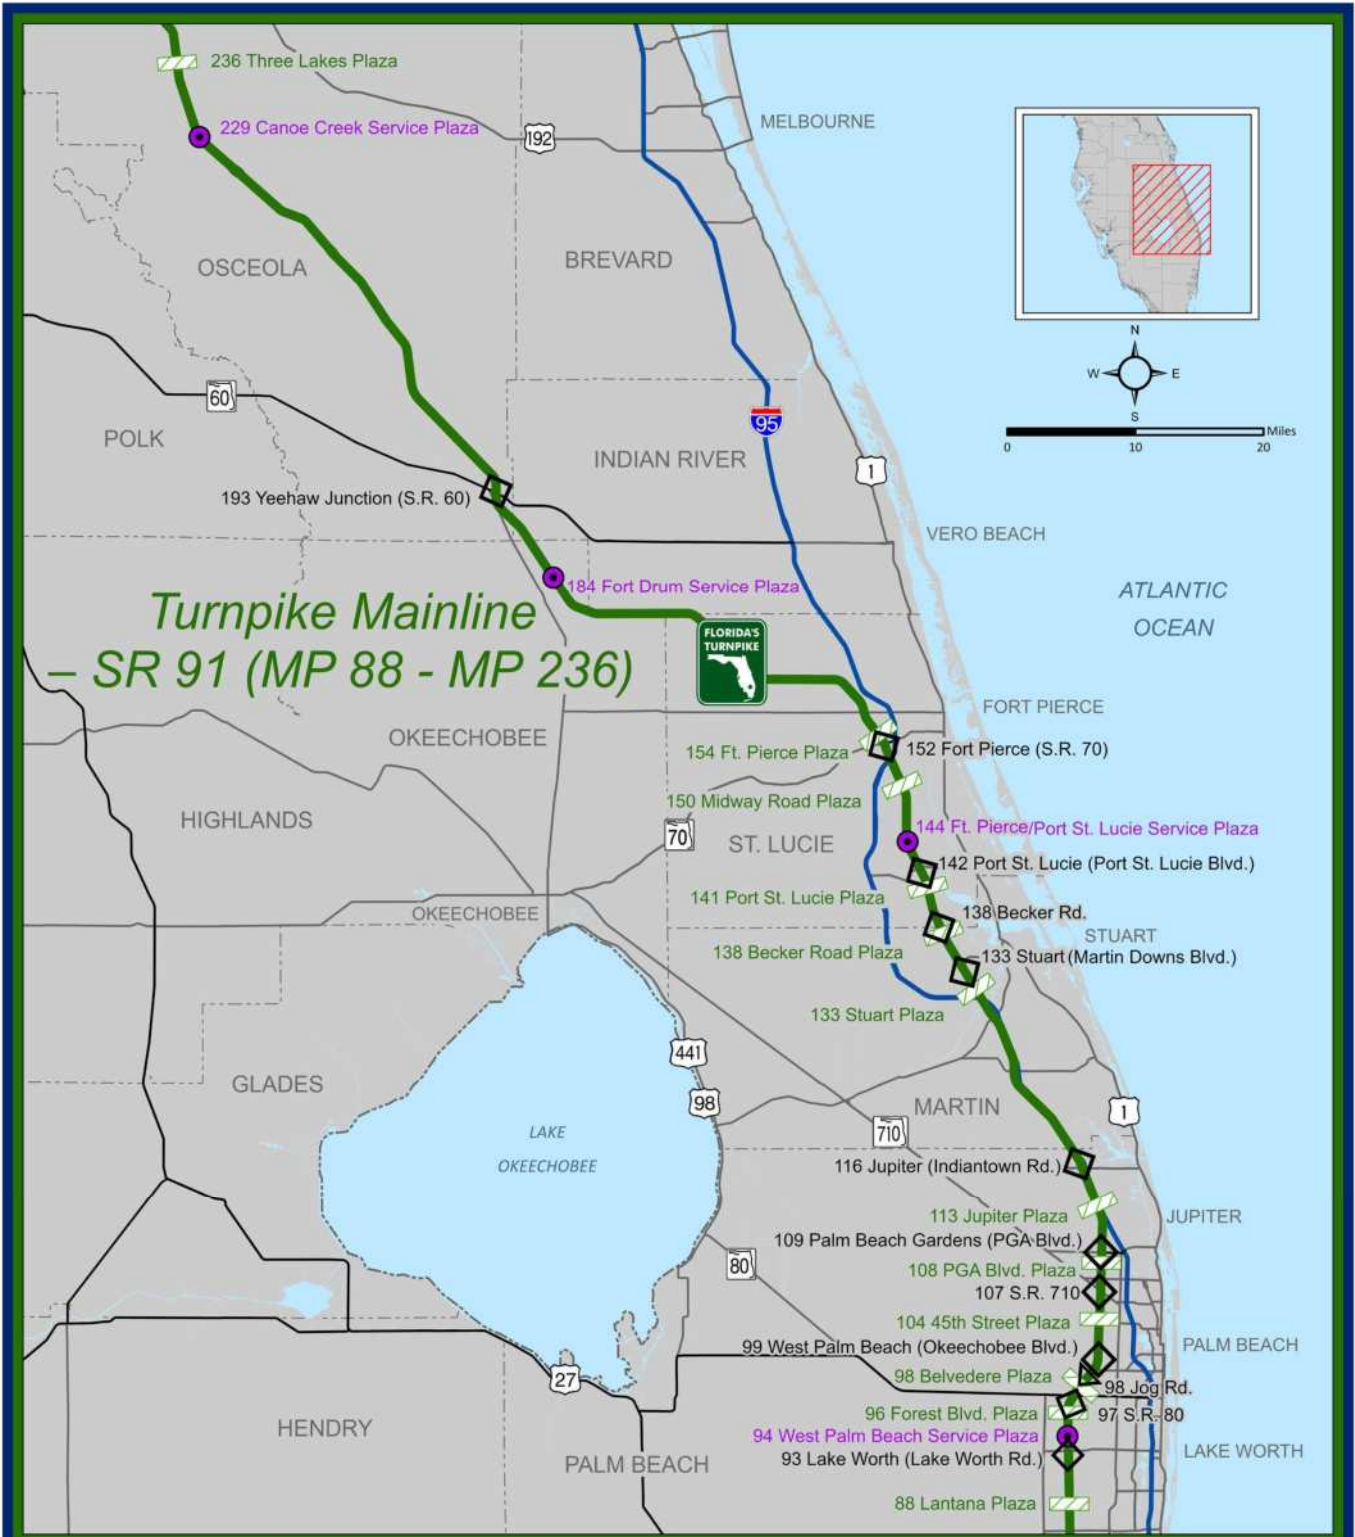 236 Three Lakes Plaza
229 Canoe Creek Service Plaza
192
MELBOURNE
OSCEOLA
BREVARD
N
W E
S
0 10 20 Miles
60
95
POLK
INDIAN RIVER
1
193 Yeehaw Junction (S.R. 60)
VERO BEACH
184 Fort Drum Service Plaza
ATLANTIC
OCEAN
Turnpike Mainline
– SR 91 (MP 88 - MP 236)
FLORIDA'S
TURNPIKE
FORT PIERCE
OKEECHOBEE
154 Ft. Pierce Plaza
152 Fort Pierce (S.R. 70)
150 Midway Road Plaza
HIGHLANDS
70
ST. LUCIE
144 Ft. Pierce/Port St. Lucie Service Plaza
142 Port St. Lucie (Port St. Lucie Blvd.)
141 Port St. Lucie Plaza
OKEECHOBEE
138 Becker Rd.
STUART
138 Becker Road Plaza
133 Stuart (Martin Downs Blvd.)
133 Stuart Plaza
441
GLADES
98
MARTIN
1
710
LAKE
OKEECHOBEE
116 Jupiter (Indiantown Rd.)
113 Jupiter Plaza
JUPITER
109 Palm Beach Gardens (PGA Blvd.)
80
108 PGA Blvd. Plaza
107 S.R. 710
104 45th Street Plaza
99 West Palm Beach (Okeechobee Blvd.)
PALM BEACH
98 Belvedere Plaza
27
98 Jog Rd.
96 Forest Blvd. Plaza
97 S.R. 80
HENDRY
94 West Palm Beach Service Plaza
93 Lake Worth (Lake Worth Rd.)
LAKE WORTH
PALM BEACH
88 Lantana Plaza